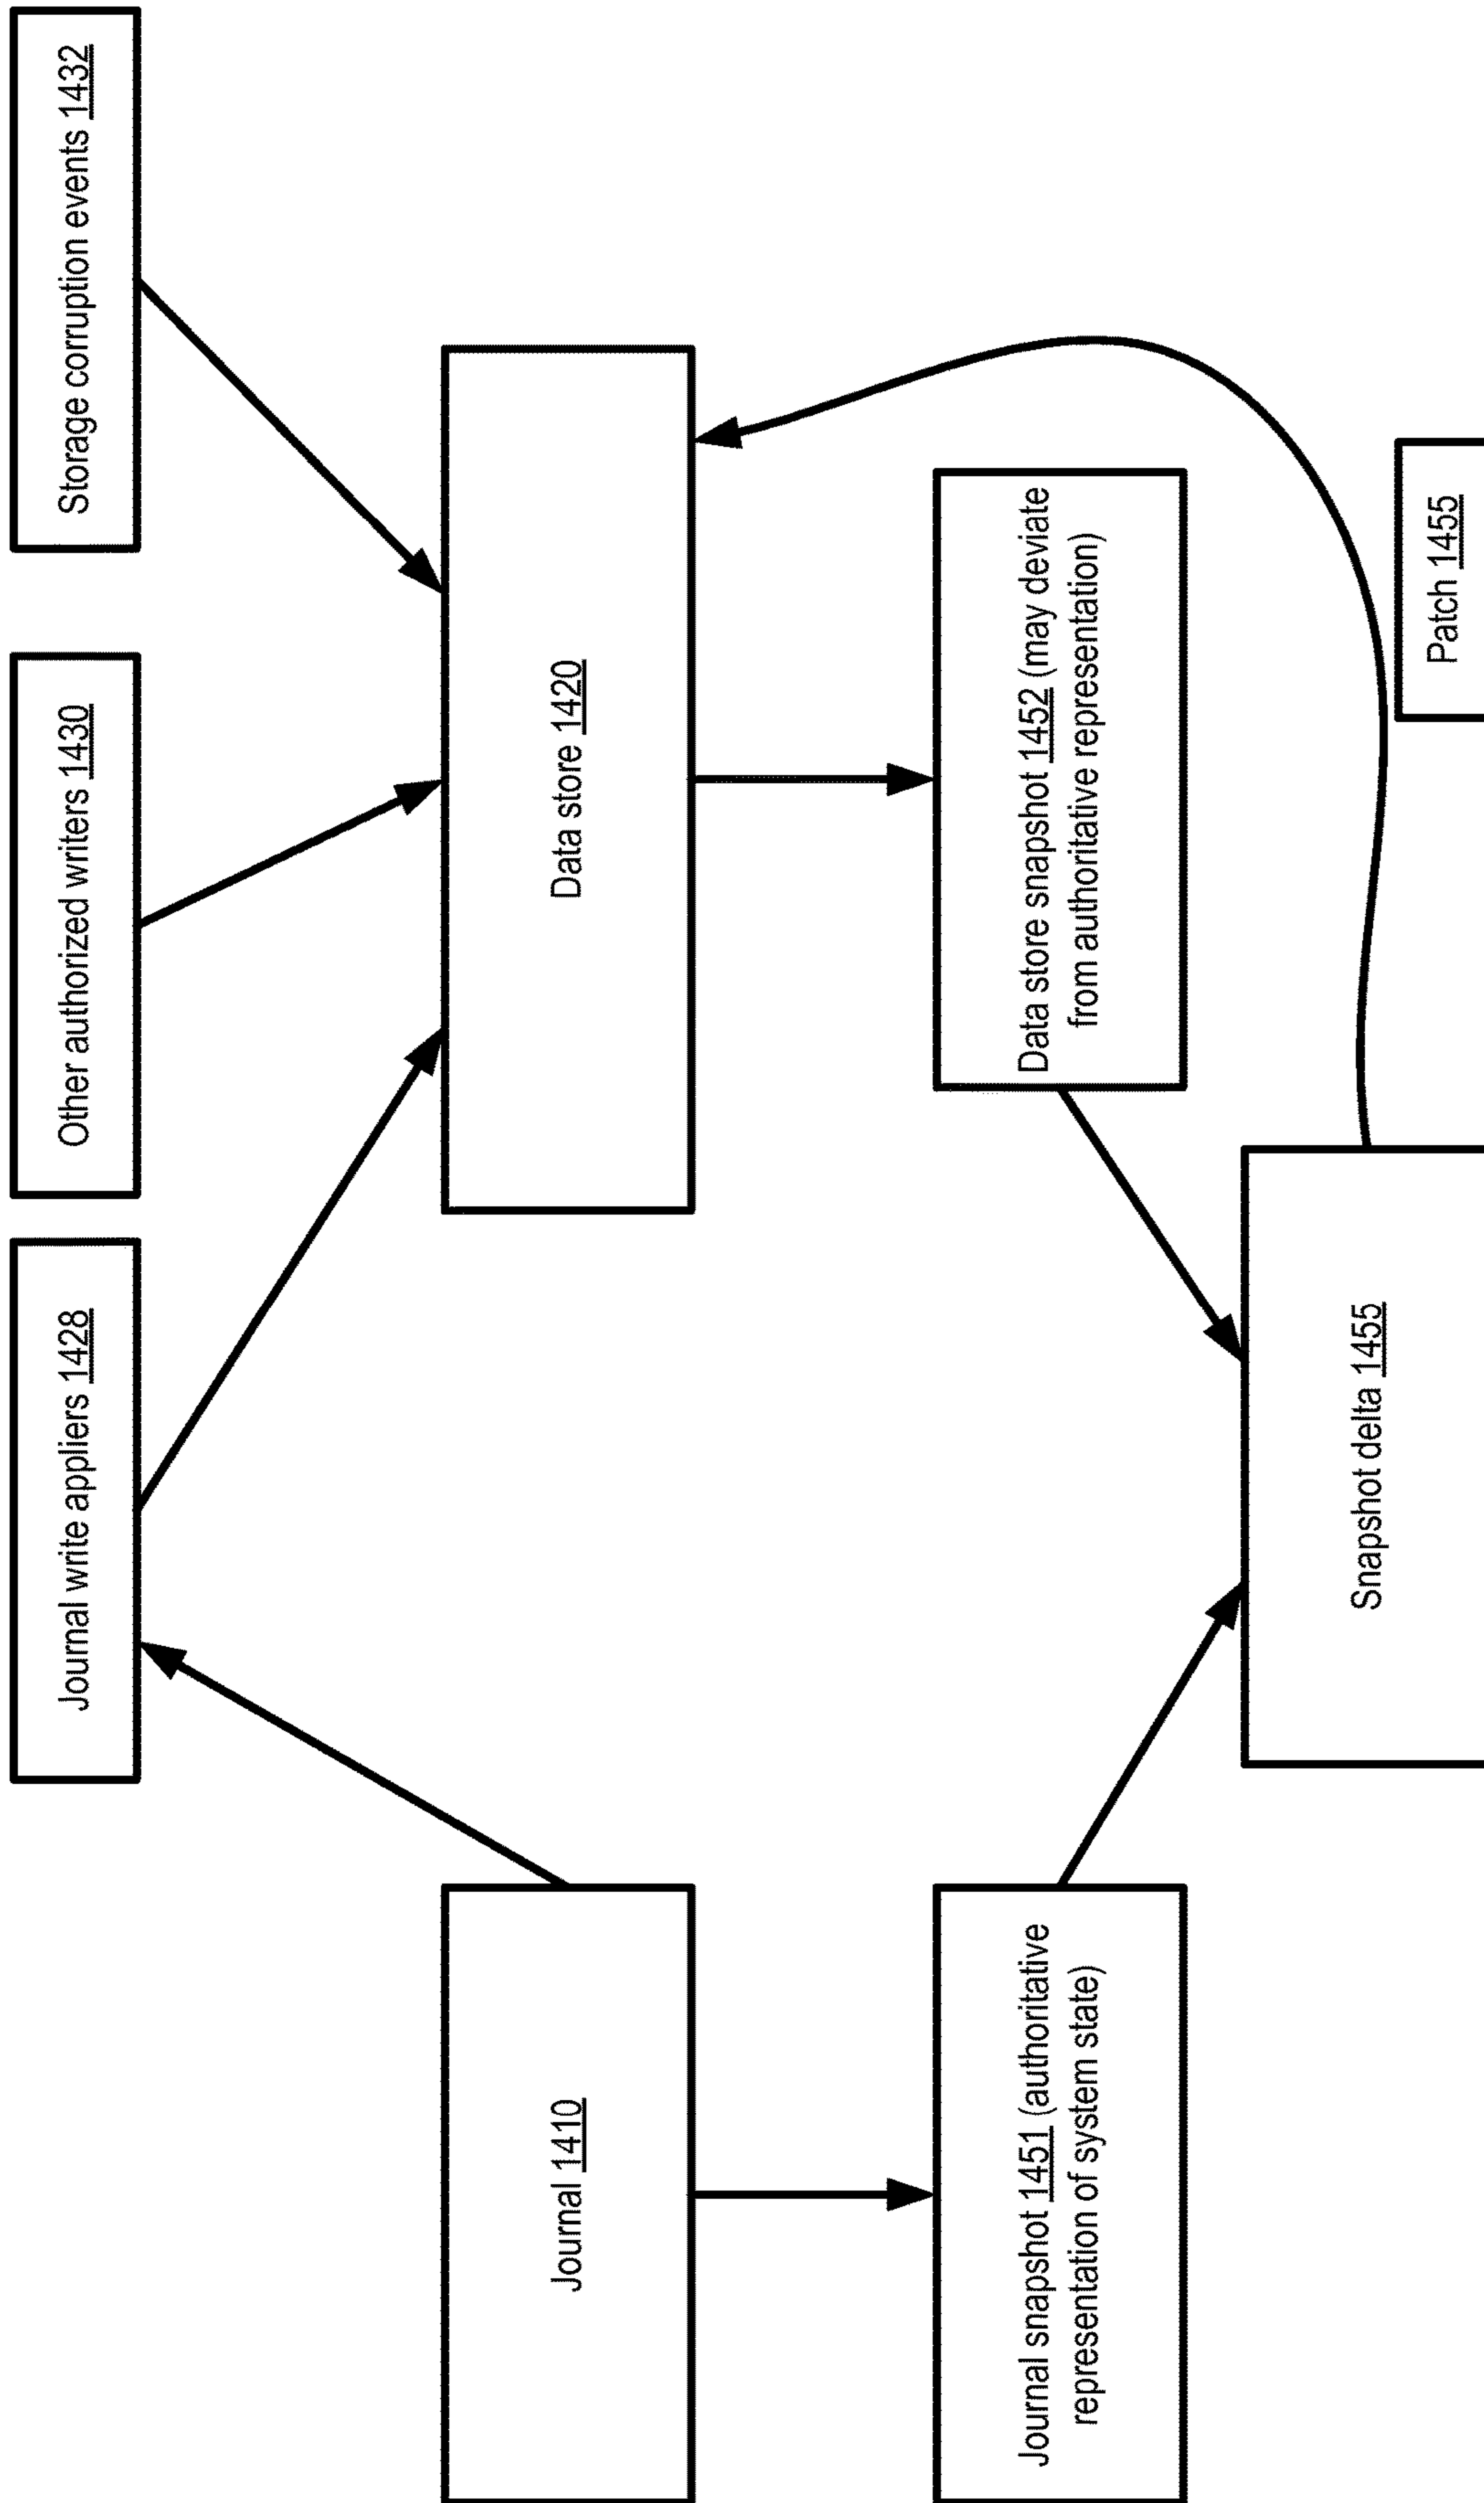 Journal write appliers 1428
Other authorized writers 1430
Storage corruption events 1432
Journal 1410
Data store 1420
Journal snapshot 1451 (authoritative
representation of system state)
Data store snapshot 1452 (may deviate
from authoritative representation)
Snapshot delta 1455
Patch 1455